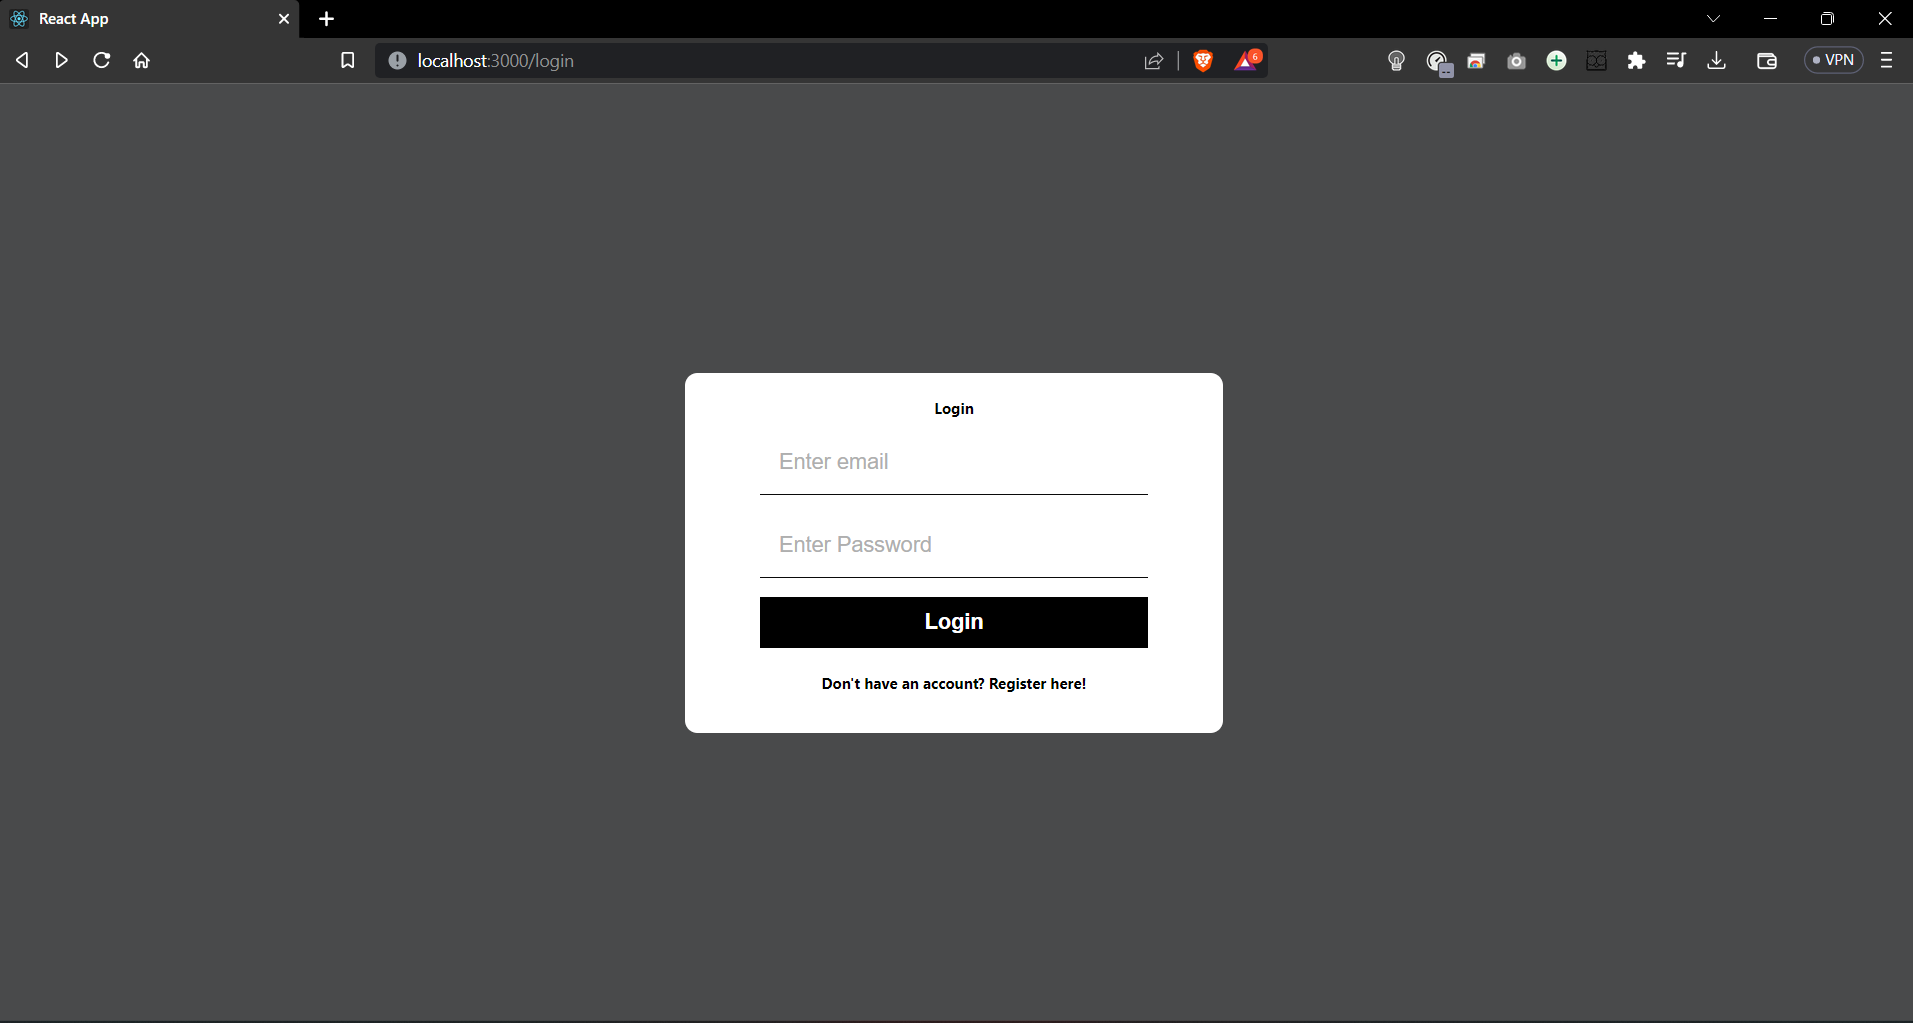 React App
localhost:3000/login
6
VPN
Login
Enter email
Enter Password
Login
Don't have an account? Register here!